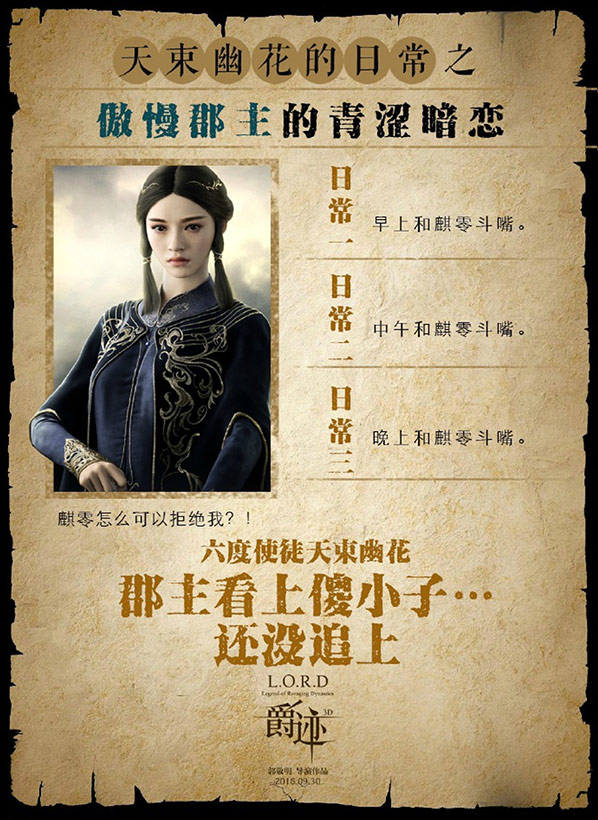 天束幽花的日常之
傲慢郡主的青涩暗恋
日常一
早上和麒零斗嘴。
日常二
中午和麒零斗嘴。
日常三
晚上和麒零斗嘴。
麒零怎么可以拒绝我？！
六度使徒天束幽花
郡主看上傻小子…
还没追上
L.O.R.D
Legend of Ravaging Dynasties
爵迹 3D
郭敬明 导演作品
2016.09.30